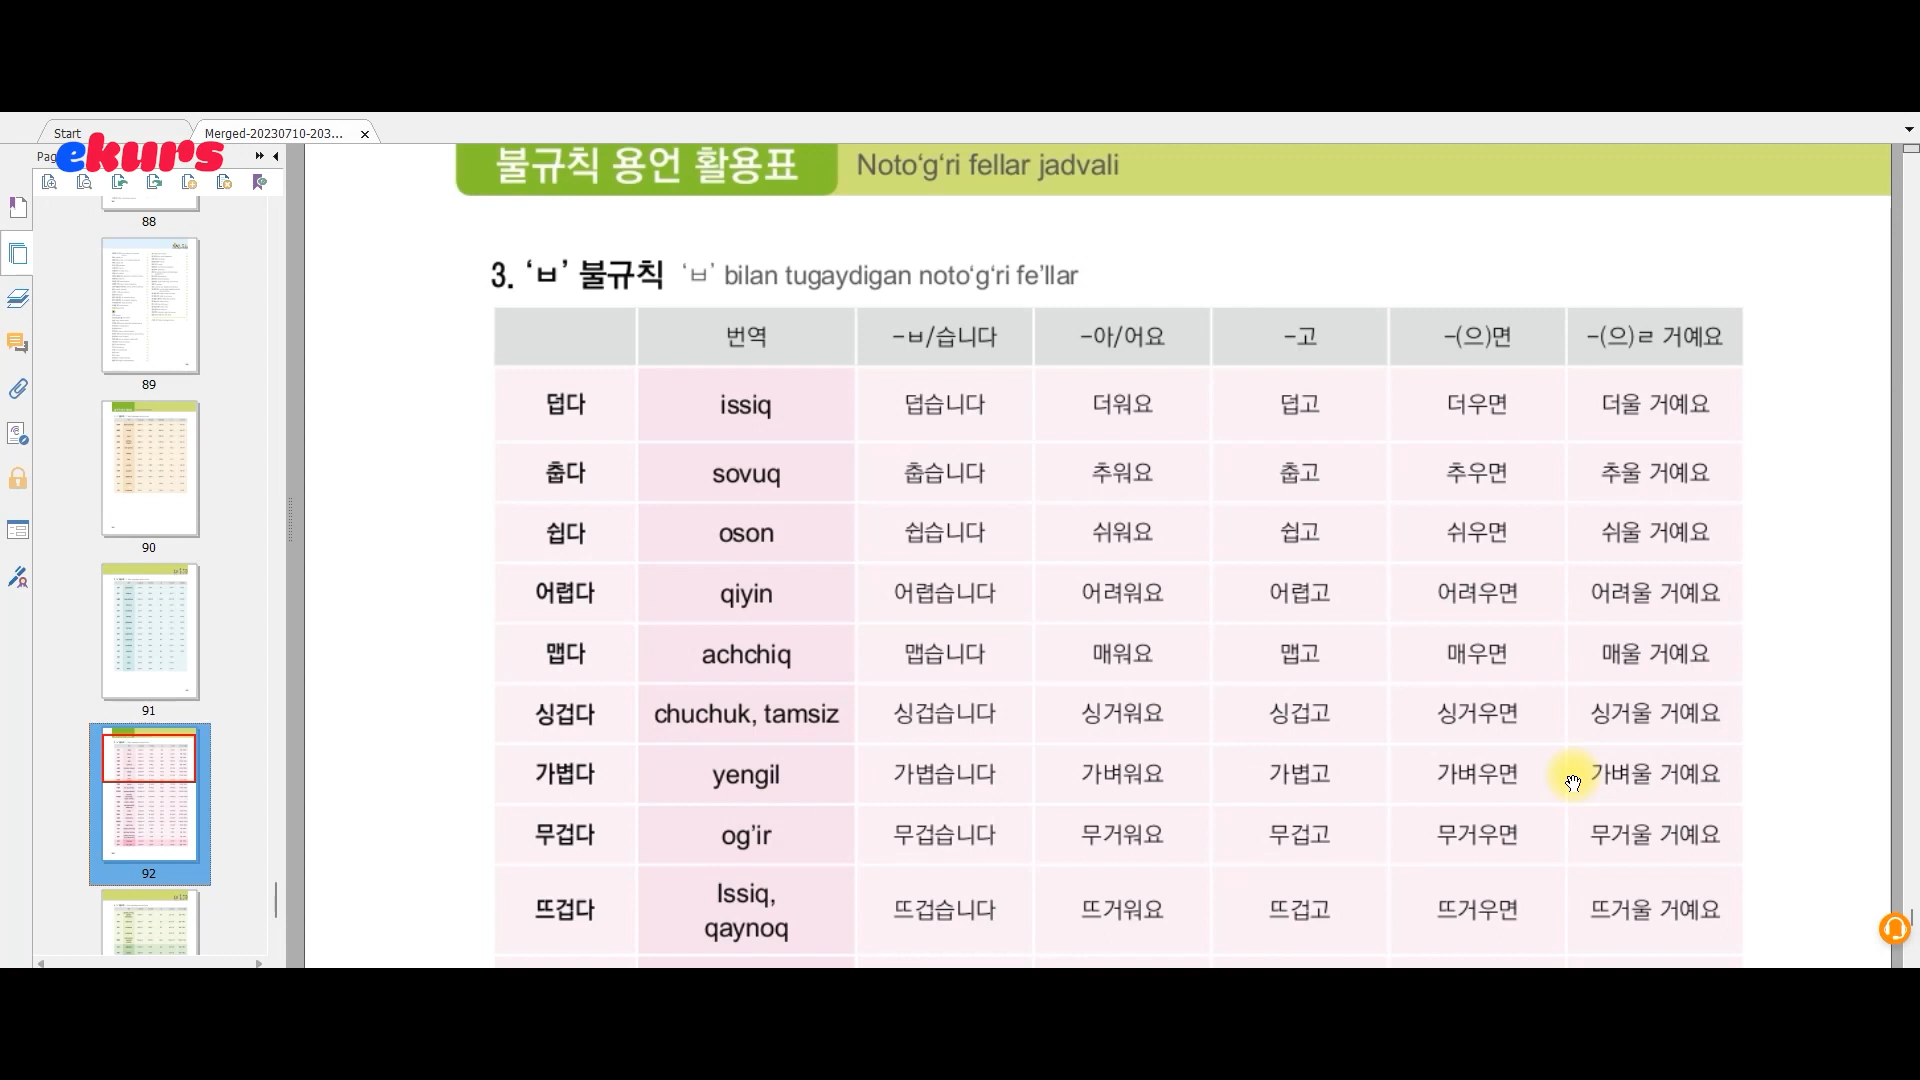 Start
Merged-20230710-203...
ekurs
불규칙 용언 활용표 Noto‘g‘ri fellar jadvali
3. ‘ㅂ’ 불규칙 ‘ㅂ’ bilan tugaydigan noto‘g‘ri fe’llar
번역 -ㅂ/습니다 -아/어요 -고 -(으)면 -(으)ㄹ 거예요
덥다 issiq 덥습니다 더워요 덥고 더우면 더울 거예요
춥다 sovuq 춥습니다 추워요 춥고 추우면 추울 거예요
쉽다 oson 쉽습니다 쉬워요 쉽고 쉬우면 쉬울 거예요
어렵다 qiyin 어렵습니다 어려워요 어렵고 어려우면 어려울 거예요
맵다 achchiq 맵습니다 매워요 맵고 매우면 매울 거예요
싱겁다 chuchuk, tamsiz 싱겁습니다 싱거워요 싱겁고 싱거우면 싱거울 거예요
가볍다 yengil 가볍습니다 가벼워요 가볍고 가벼우면 가벼울 거예요
무겁다 og’ir 무겁습니다 무거워요 무겁고 무거우면 무거울 거예요
뜨겁다 Issiq, qaynoq 뜨겁습니다 뜨거워요 뜨겁고 뜨거우면 뜨거울 거예요
88
89
90
91
92